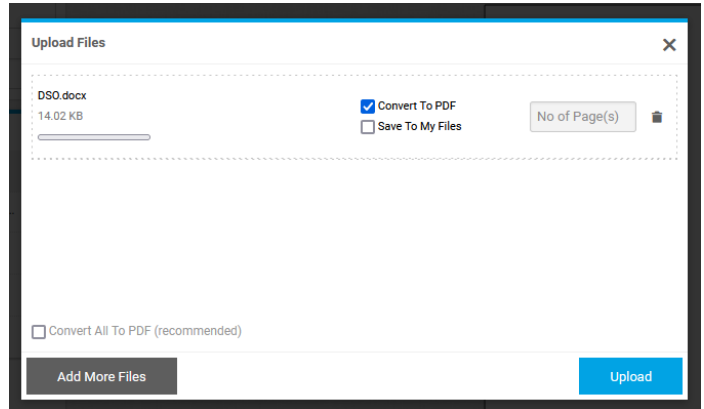 Upload Files
DSO.docx
14.02 KB
Convert To PDF
Save To My Files
No of Page(s)
Convert All To PDF (recommended)
Add More Files
Upload